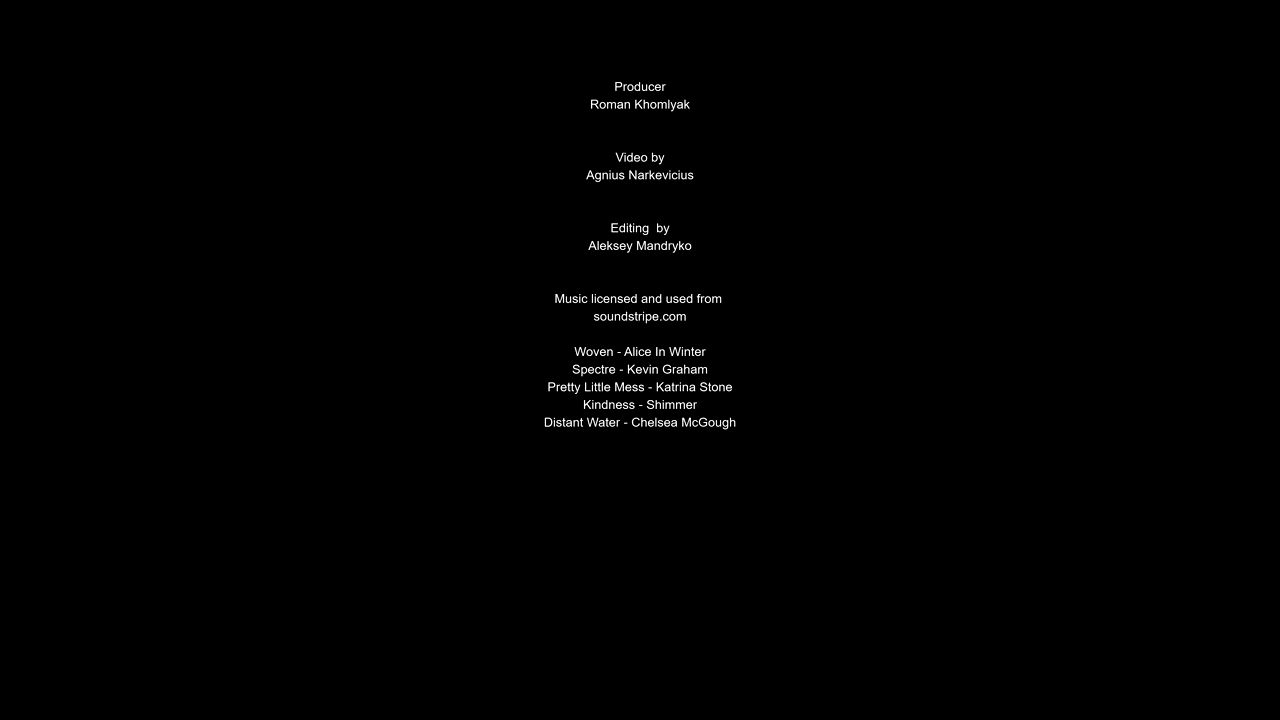 Producer
Roman Khomlyak
Video by
Agnius Narkevicius
Editing  by
Aleksey Mandryko
Music licensed and used from
soundstripe.com
Woven - Alice In Winter
Spectre - Kevin Graham
Pretty Little Mess - Katrina Stone
Kindness - Shimmer
Distant Water - Chelsea McGough